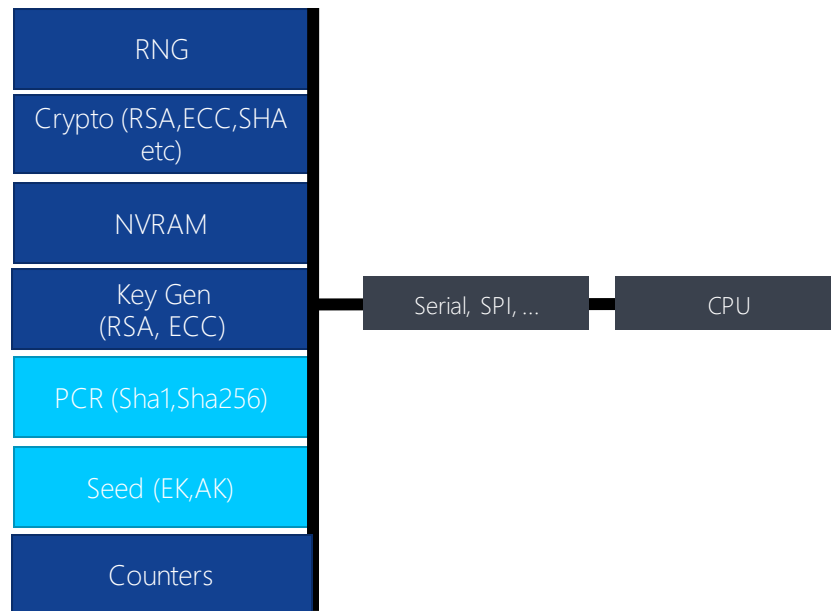 RNG
Crypto (RSA,ECC,SHA
etc)
NVRAM
Key Gen
(RSA, ECC)
Serial, SPI, ...
CPU
PCR (Sha1,Sha256)
Seed (EK,AK)
Counters